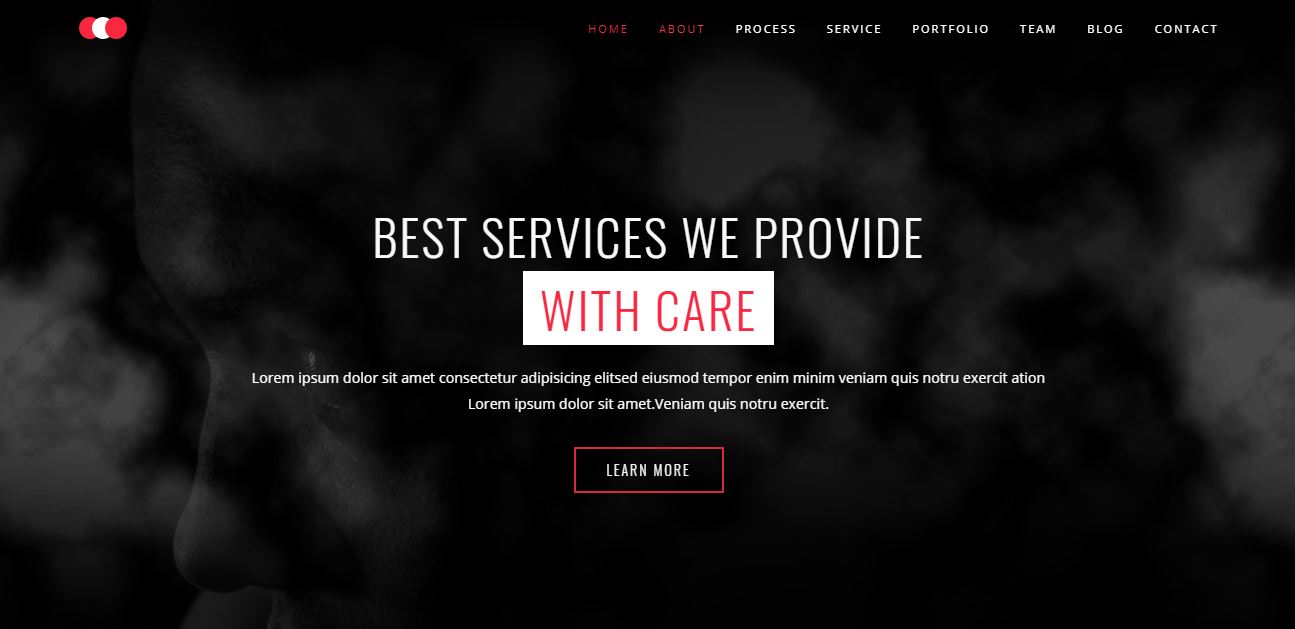 HOME ABOUT PROCESS SERVICE PORTFOLIO TEAM BLOG CONTACT
BEST SERVICES WE PROVIDE
WITH CARE
Lorem ipsum dolor sit amet consectetur adipisicing elitsed eiusmod tempor enim minim veniam quis notru exercit ation
Lorem ipsum dolor sit amet.Veniam quis notru exercit.
LEARN MORE